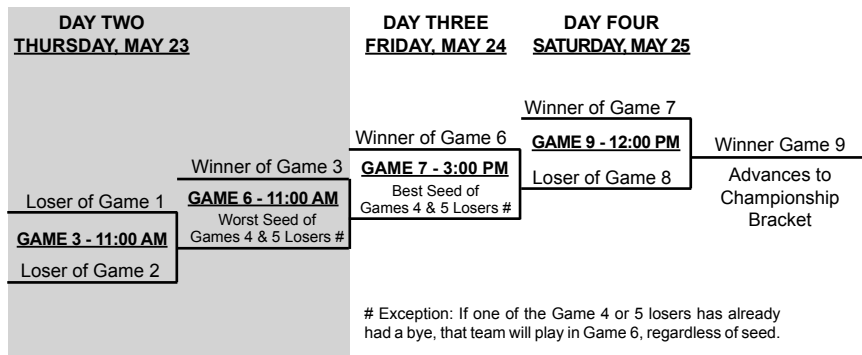 DAY TWO
THURSDAY, MAY 23
DAY THREE
FRIDAY, MAY 24
DAY FOUR
SATURDAY, MAY 25
Loser of Game 1
GAME 3 - 11:00 AM
Loser of Game 2
Winner of Game 3
GAME 6 - 11:00 AM
Worst Seed of
Games 4 & 5 Losers #
Winner of Game 6
GAME 7 - 3:00 PM
Best Seed of
Games 4 & 5 Losers #
Winner of Game 7
GAME 9 - 12:00 PM
Loser of Game 8
Winner Game 9
Advances to
Championship
Bracket
# Exception: If one of the Game 4 or 5 losers has already
had a bye, that team will play in Game 6, regardless of seed.